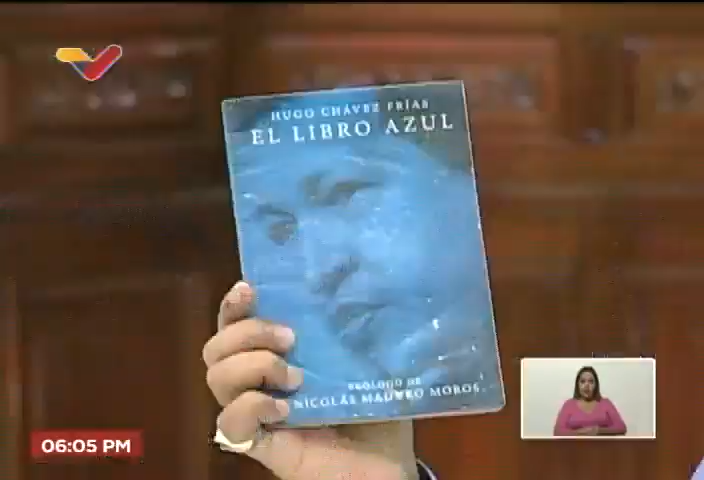 HUGO CHÁVEZ FRÍAS
EL LIBRO AZUL
PRÓLOGO DE
NICOLÁS MADURO MOROS
06:05 PM